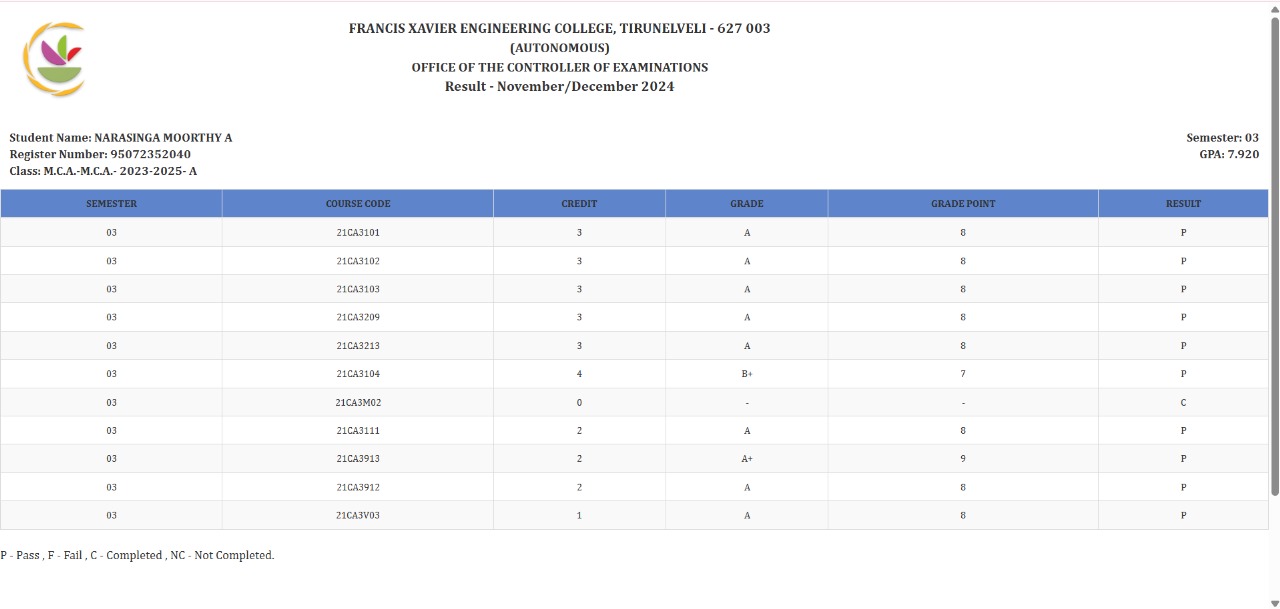 FRANCIS XAVIER ENGINEERING COLLEGE, TIRUNELVELI - 627 003
(AUTONOMOUS)
OFFICE OF THE CONTROLLER OF EXAMINATIONS
Result - November/December 2024
Student Name: NARASINGA MOORTHY A
Semester: 03
Register Number: 95072352040
GPA: 7.920
Class: M.C.A.-M.C.A.- 2023-2025- A
SEMESTER COURSE CODE CREDIT GRADE GRADE POINT RESULT
03 21CA3101 3 A 8 P
03 21CA3102 3 A 8 P
03 21CA3103 3 A 8 P
03 21CA3209 3 A 8 P
03 21CA3213 3 A 8 P
03 21CA3104 4 B+ 7 P
03 21CA3M02 0 - - C
03 21CA3111 2 A 8 P
03 21CA3913 2 A+ 9 P
03 21CA3912 2 A 8 P
03 21CA3V03 1 A 8 P
P - Pass , F - Fail , C - Completed , NC - Not Completed.